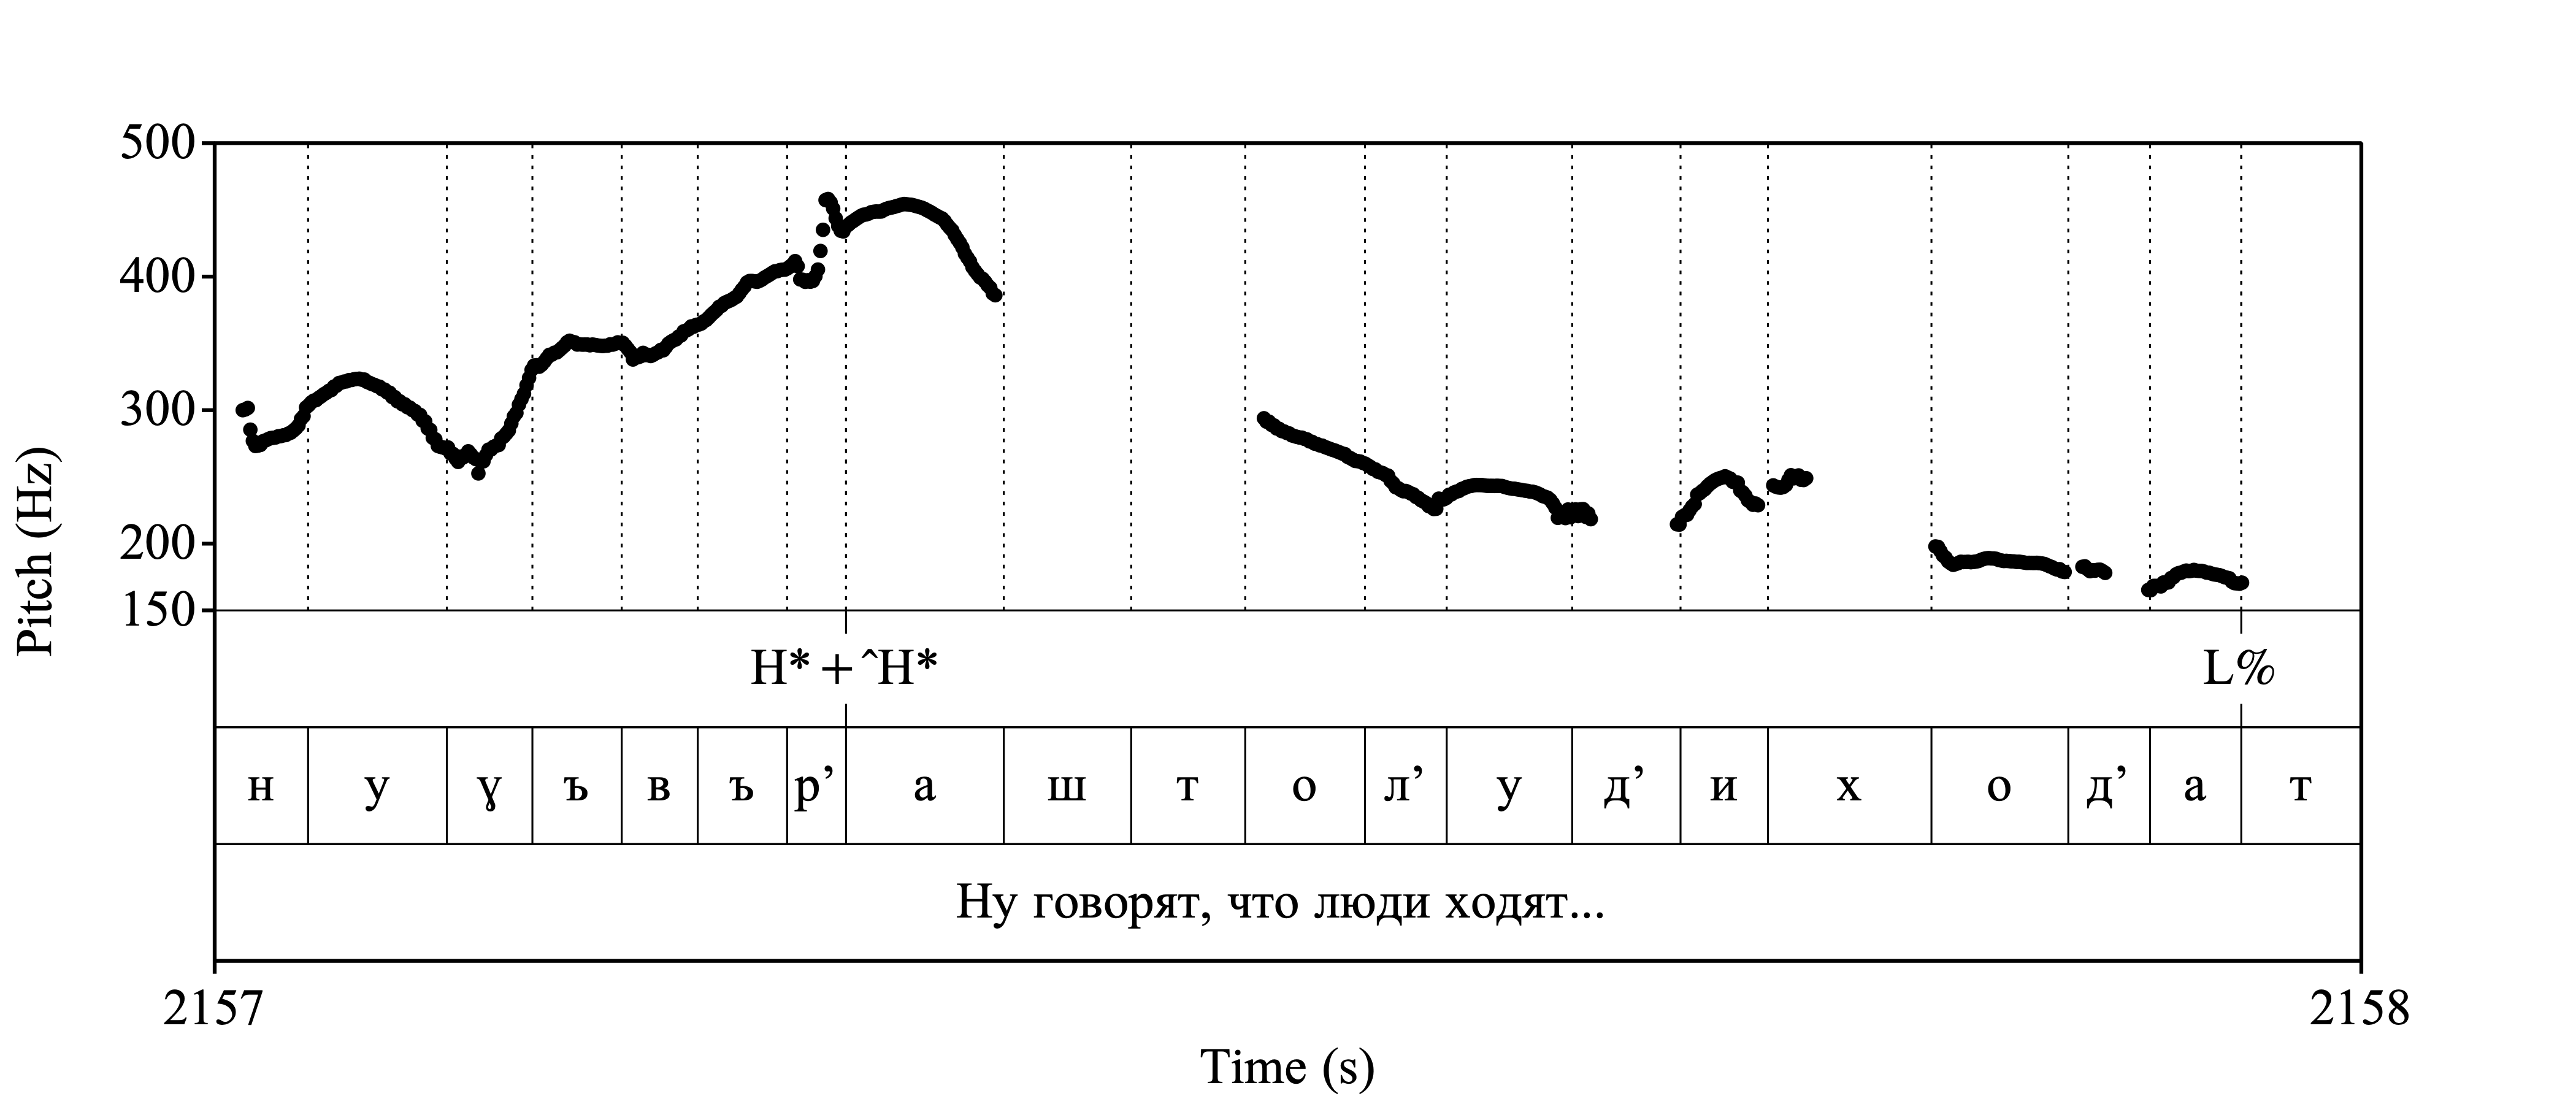 500
400
300
200
150
Pitch (Hz)
H* + ^H* L%
н у ɣ ъ в ъ р’ а ш т о л’ у д’ и х о д’ а т
Ну говорят, что люди ходят...
2157 2158
Time (s)